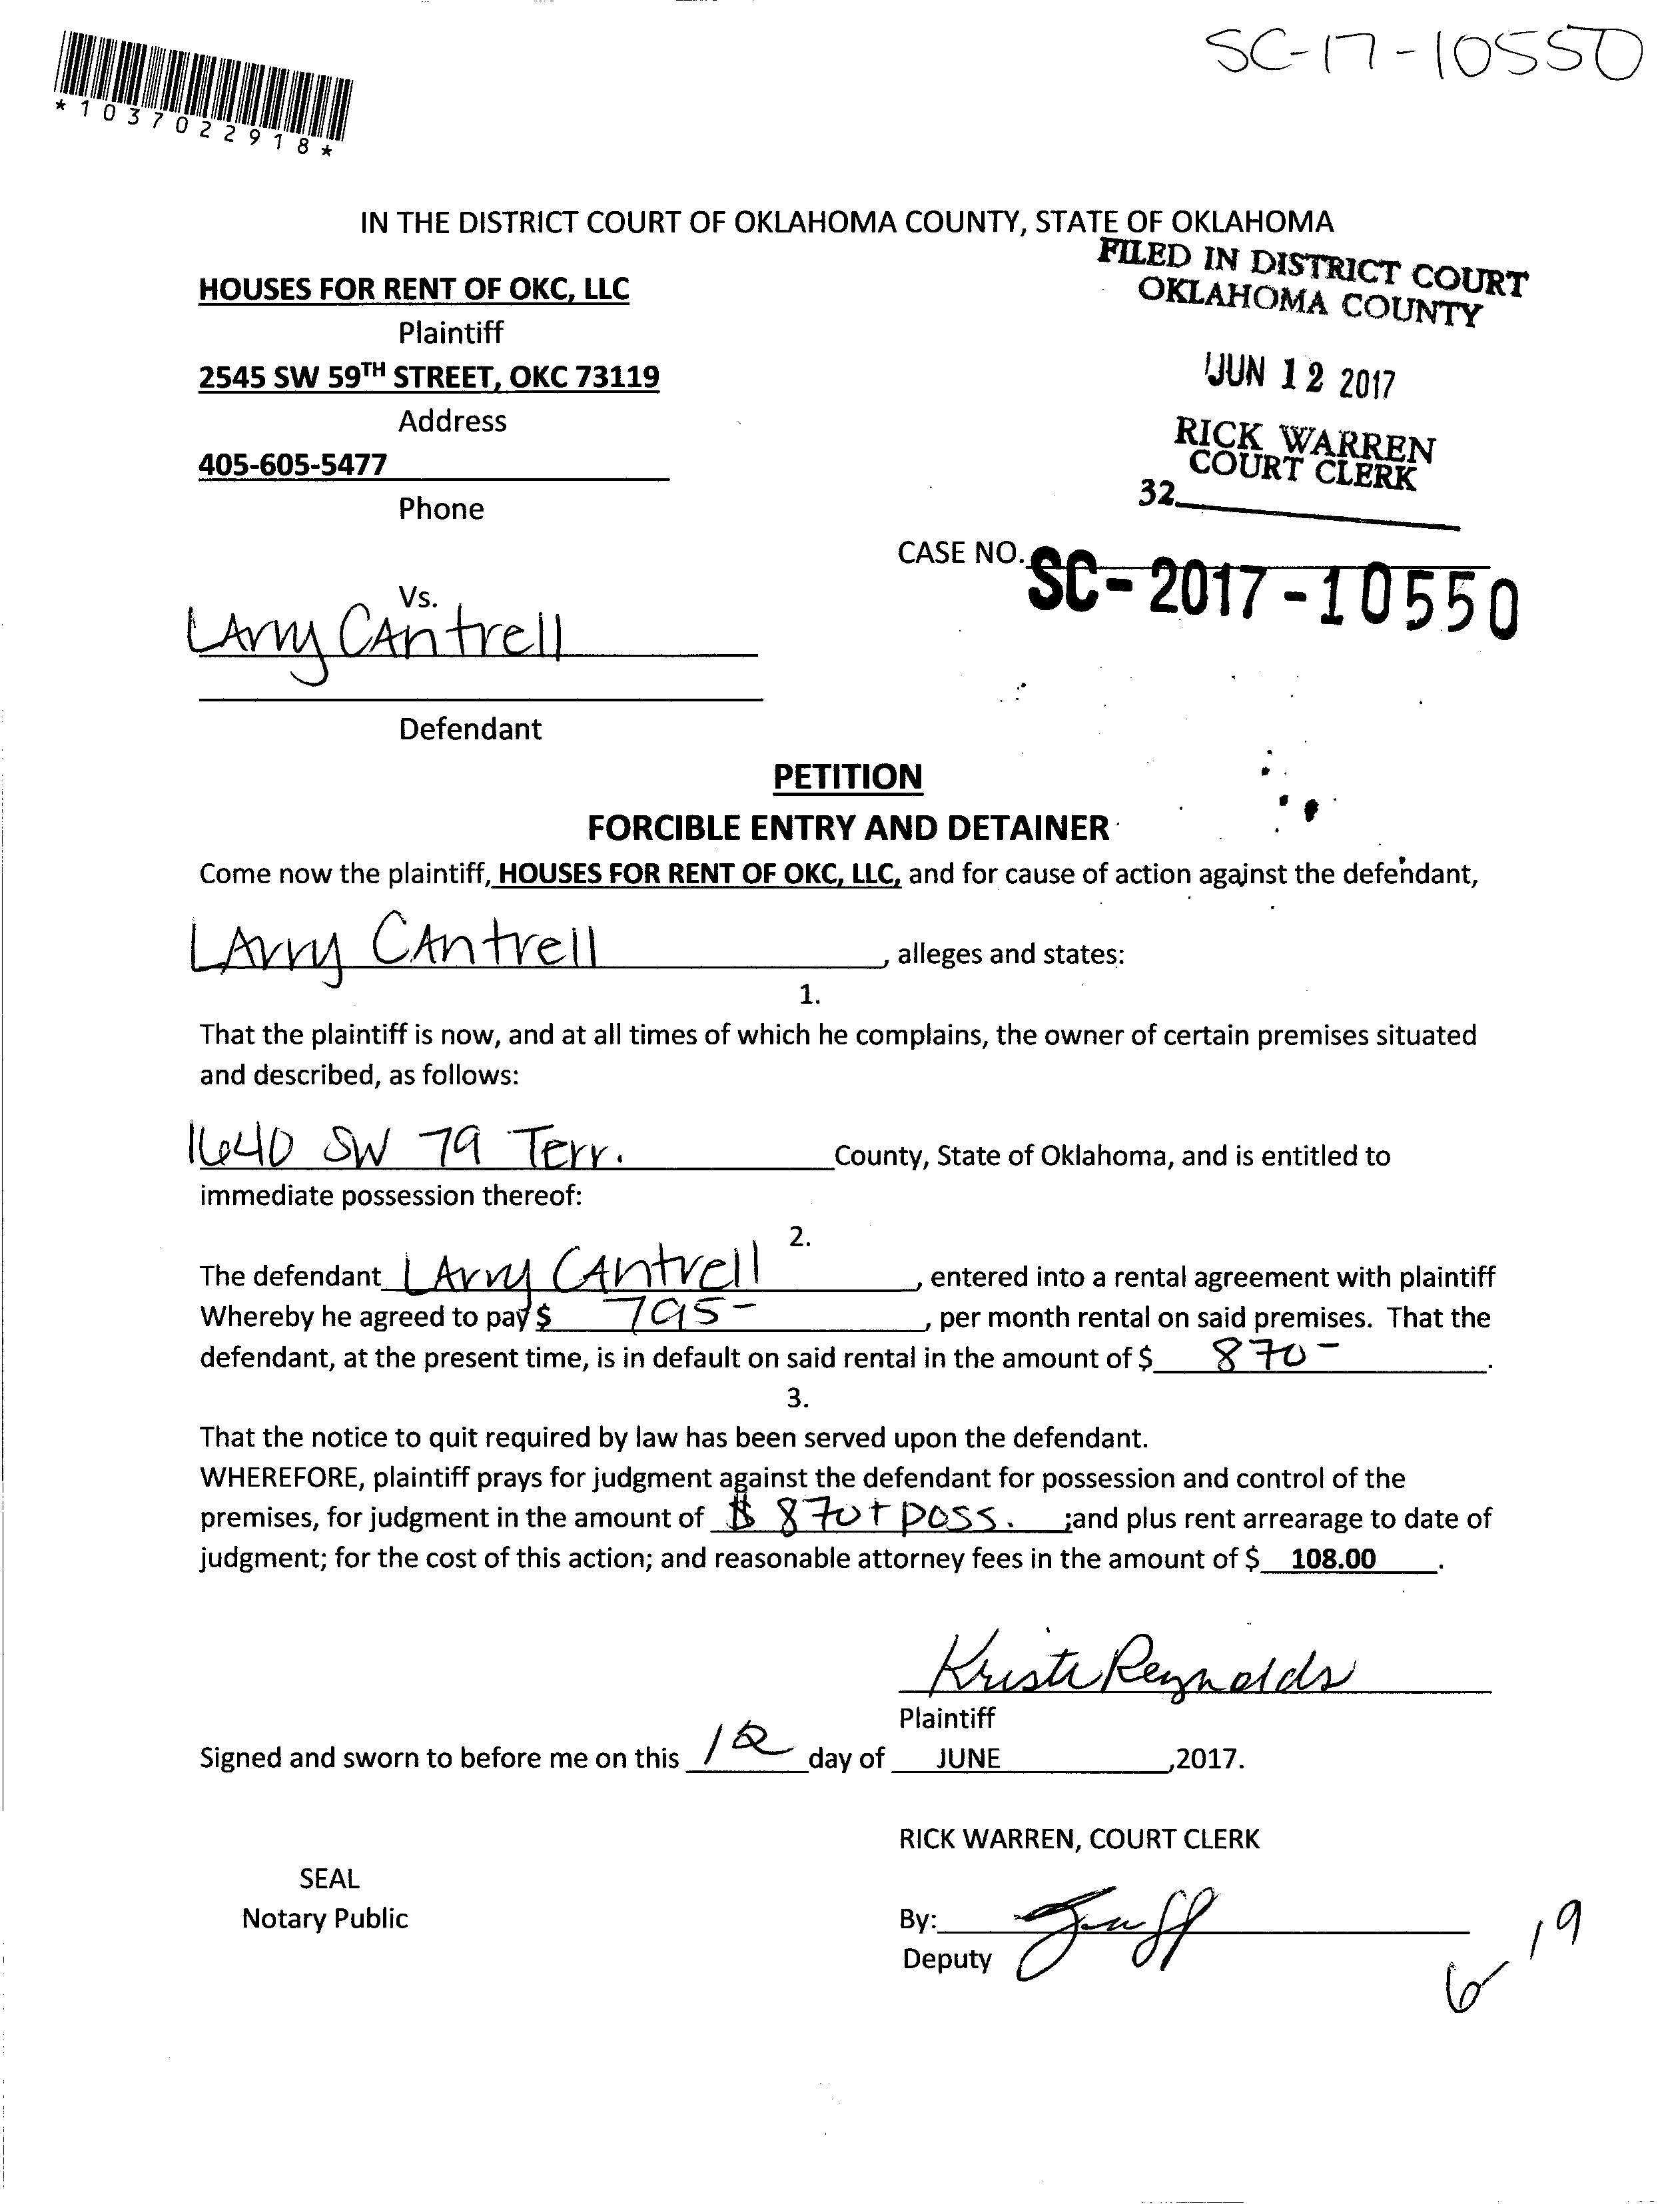 SC-17-10550
*1037022918*
IN THE DISTRICT COURT OF OKLAHOMA COUNTY, STATE OF OKLAHOMA
FILED IN DISTRICT COURT
OKLAHOMA COUNTY
HOUSES FOR RENT OF OKC, LLC
Plaintiff
2545 SW 59TH STREET, OKC 73119
JUN 12 2017
Address
RICK WARREN
COURT CLERK
405-605-5477
32
Phone
CASE NO. SC-2017-10550
Vs.
LArry CAntrell
Defendant
PETITION
FORCIBLE ENTRY AND DETAINER
Come now the plaintiff, HOUSES FOR RENT OF OKC, LLC, and for cause of action against the defendant,
LArry CAntrell, alleges and states:
1.
That the plaintiff is now, and at all times of which he complains, the owner of certain premises situated
and described, as follows:
1640 SW 79 Terr. County, State of Oklahoma, and is entitled to
immediate possession thereof:
2.
The defendant LArry CAntrell, entered into a rental agreement with plaintiff
Whereby he agreed to pay $ 795-, per month rental on said premises. That the
defendant, at the present time, is in default on said rental in the amount of $ 870-.
3.
That the notice to quit required by law has been served upon the defendant.
WHEREFORE, plaintiff prays for judgment against the defendant for possession and control of the
premises, for judgment in the amount of $ 870+ poss. ;and plus rent arrearage to date of
judgment; for the cost of this action; and reasonable attorney fees in the amount of $ 108.00.
Kristi Reynolds
Plaintiff
Signed and sworn to before me on this 12 day of JUNE,2017.
RICK WARREN, COURT CLERK
SEAL
Notary Public
By:
Deputy
6-19